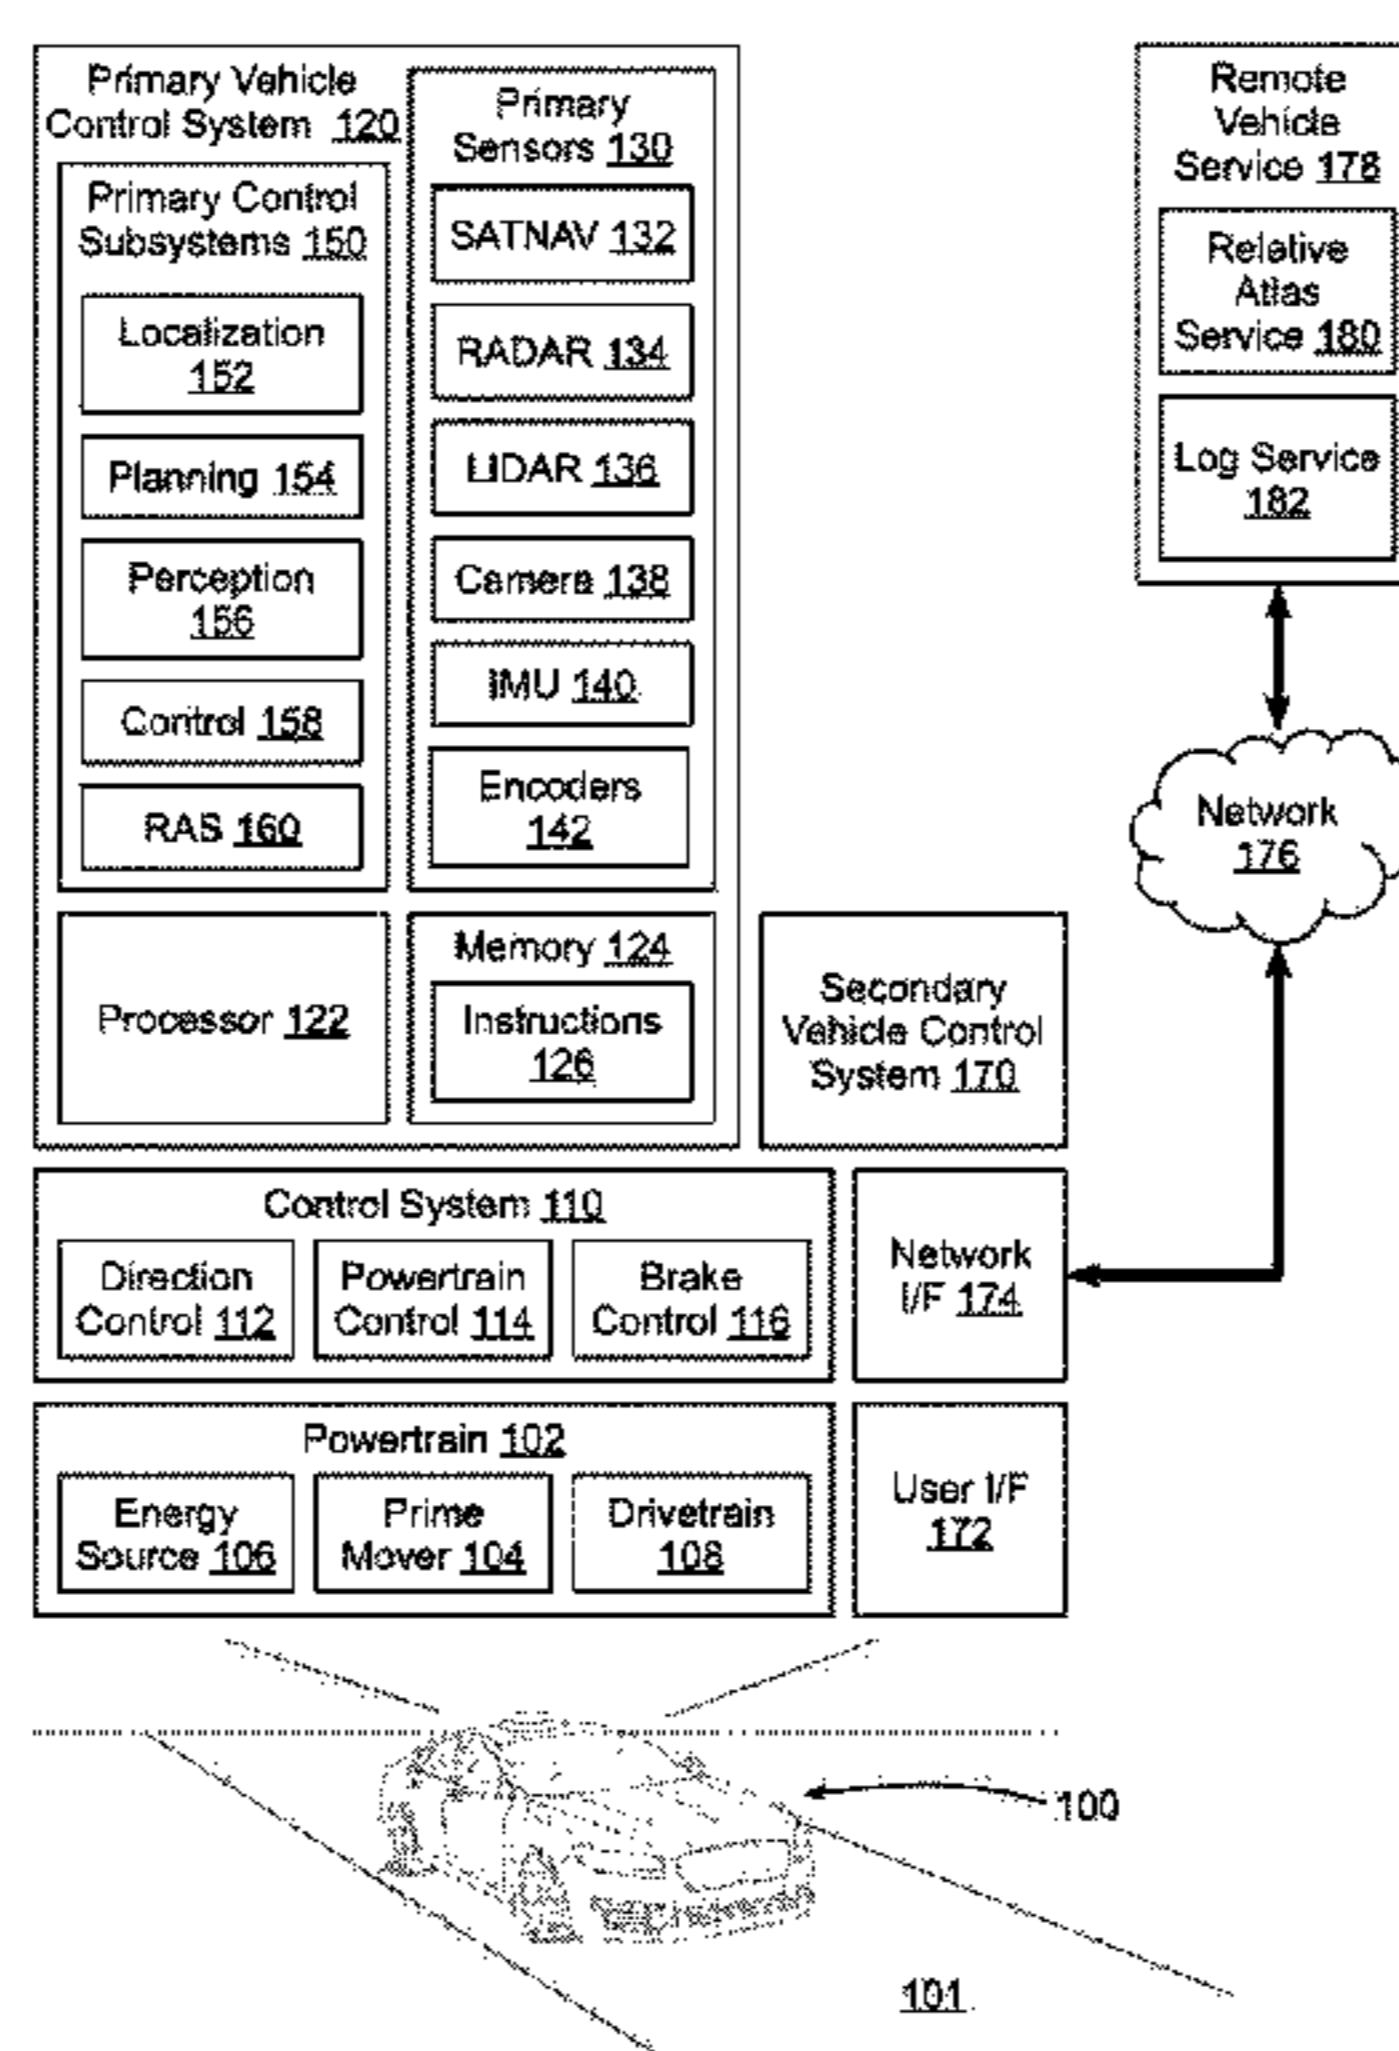 Primary Vehicle
Control System 120
Primary Control
Subsystems 150
Localization
152
Planning 154
Perception
156
Control 158
RAS 160
Primary
Sensors 130
SATNAV 132
RADAR 134
LIDAR 136
Camera 138
IMU 140
Encoders
142
Processor 122
Memory 124
Instructions
126
Secondary
Vehicle Control
System 170
Remote
Vehicle
Service 178
Relative
Atlas
Service 180
Log Service
182
Network
176
Control System 110
Direction
Control 112
Powertrain
Control 114
Brake
Control 116
Network
I/F 174
Powertrain 102
Energy
Source 106
Prime
Mover 104
Drivetrain
108
User I/F
172
100
101